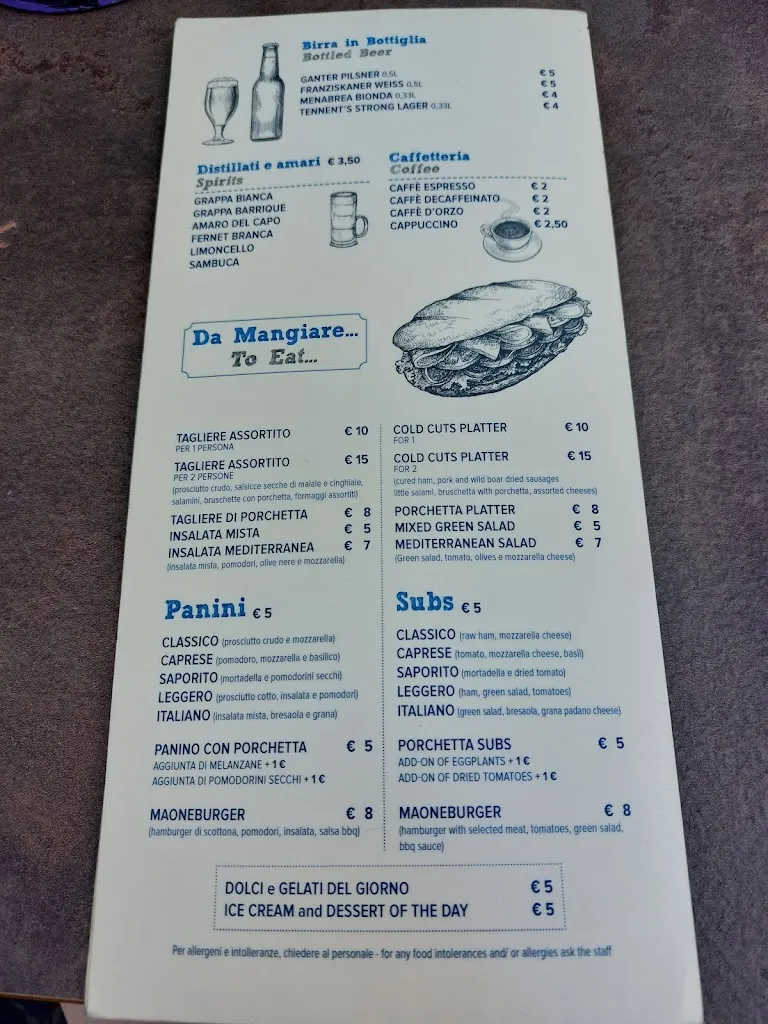 Birra in Bottiglia
Bottled Beer
GANTER PILSNER 0,5L € 5
FRANZISKANER WEISS 0,5L € 5
MENABREA BIONDA 0,33L € 4
TENNENT'S STRONG LAGER 0,33L € 4
Distillati e amari € 3,50
Spirits
GRAPPA BIANCA
GRAPPA BARRIQUE
AMARO DEL CAPO
FERNET BRANCA
LIMONCELLO
SAMBUCA
Caffetteria
Coffee
CAFFÈ ESPRESSO € 2
CAFFÈ DECAFFEINATO € 2
CAFFÈ D'ORZO € 2
CAPPUCCINO € 2,50
Da Mangiare...
To Eat...
TAGLIERE ASSORTITO € 10
PER 1 PERSONA
TAGLIERE ASSORTITO € 15
PER 2 PERSONE
(prosciutto crudo, salsicce secche di maiale e cinghiale,
salamini, bruschette con porchetta, formaggi assortiti)
TAGLIERE DI PORCHETTA € 8
INSALATA MISTA € 5
INSALATA MEDITERRANEA € 7
(insalata mista, pomodori, olive nere e mozzarella)
COLD CUTS PLATTER € 10
FOR 1
COLD CUTS PLATTER € 15
FOR 2
(cured ham, pork and wild boar dried sausages
little salami, bruschetta with porchetta, assorted cheeses)
PORCHETTA PLATTER € 8
MIXED GREEN SALAD € 5
MEDITERRANEAN SALAD € 7
(Green salad, tomato, olives e mozzarella cheese)
Panini € 5
CLASSICO (prosciutto crudo e mozzarella)
CAPRESE (pomodoro, mozzarella e basilico)
SAPORITO (mortadella e pomodorini secchi)
LEGGERO (prosciutto cotto, insalata e pomodori)
ITALIANO (insalata mista, bresaola e grana)
PANINO CON PORCHETTA € 5
AGGIUNTA DI MELANZANE + 1 €
AGGIUNTA DI POMODORINI SECCHI + 1 €
MAONEBURGER € 8
(hamburger di scottona, pomodori, insalata, salsa bbq)
Subs € 5
CLASSICO (raw ham, mozzarella cheese)
CAPRESE (tomato, mozzarella cheese, basil)
SAPORITO (mortadella e dried tomato)
LEGGERO (ham, green salad, tomatoes)
ITALIANO (green salad, bresaola, grana padano cheese)
PORCHETTA SUBS € 5
ADD-ON OF EGGPLANTS + 1 €
ADD-ON OF DRIED TOMATOES + 1 €
MAONEBURGER € 8
(hamburger with selected meat, tomatoes, green salad,
bbq sauce)
DOLCI e GELATI DEL GIORNO € 5
ICE CREAM and DESSERT OF THE DAY € 5
Per allergeni e intolleranze, chiedere al personale - for any food intolerances and/ or allergies ask the staff